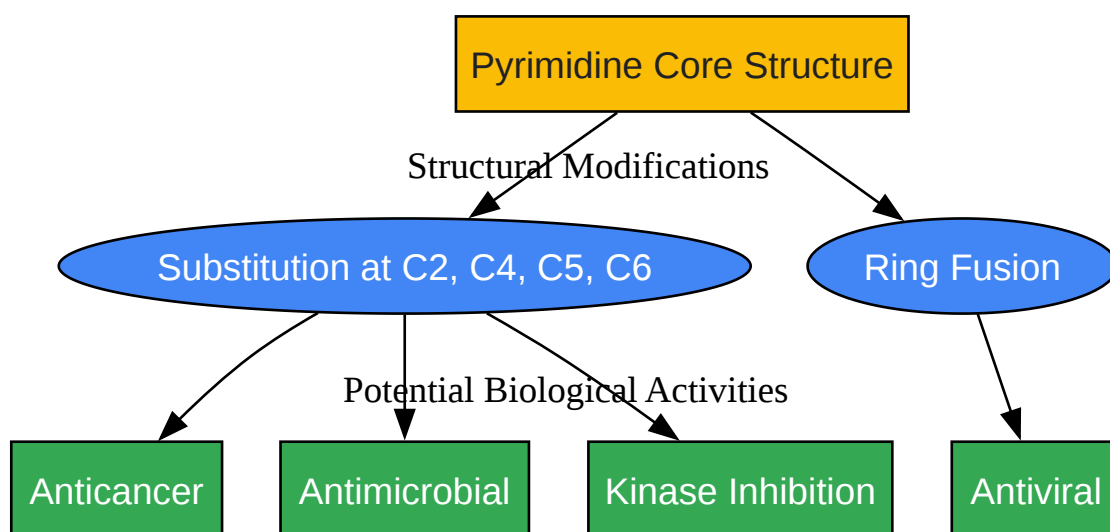 Pyrimidine Core Structure
Structural Modifications
Substitution at C2, C4, C5, C6
Ring Fusion
Potential Biological Activities
Anticancer
Antimicrobial
Kinase Inhibition
Antiviral